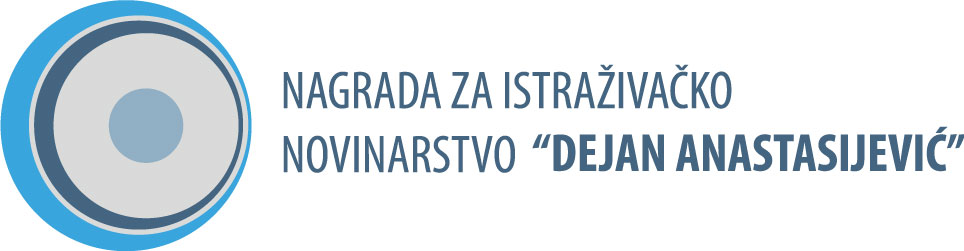 NAGRADA ZA ISTRAŽIVAČKO
NOVINARSTVO “DEJAN ANASTASIJEVIĆ”